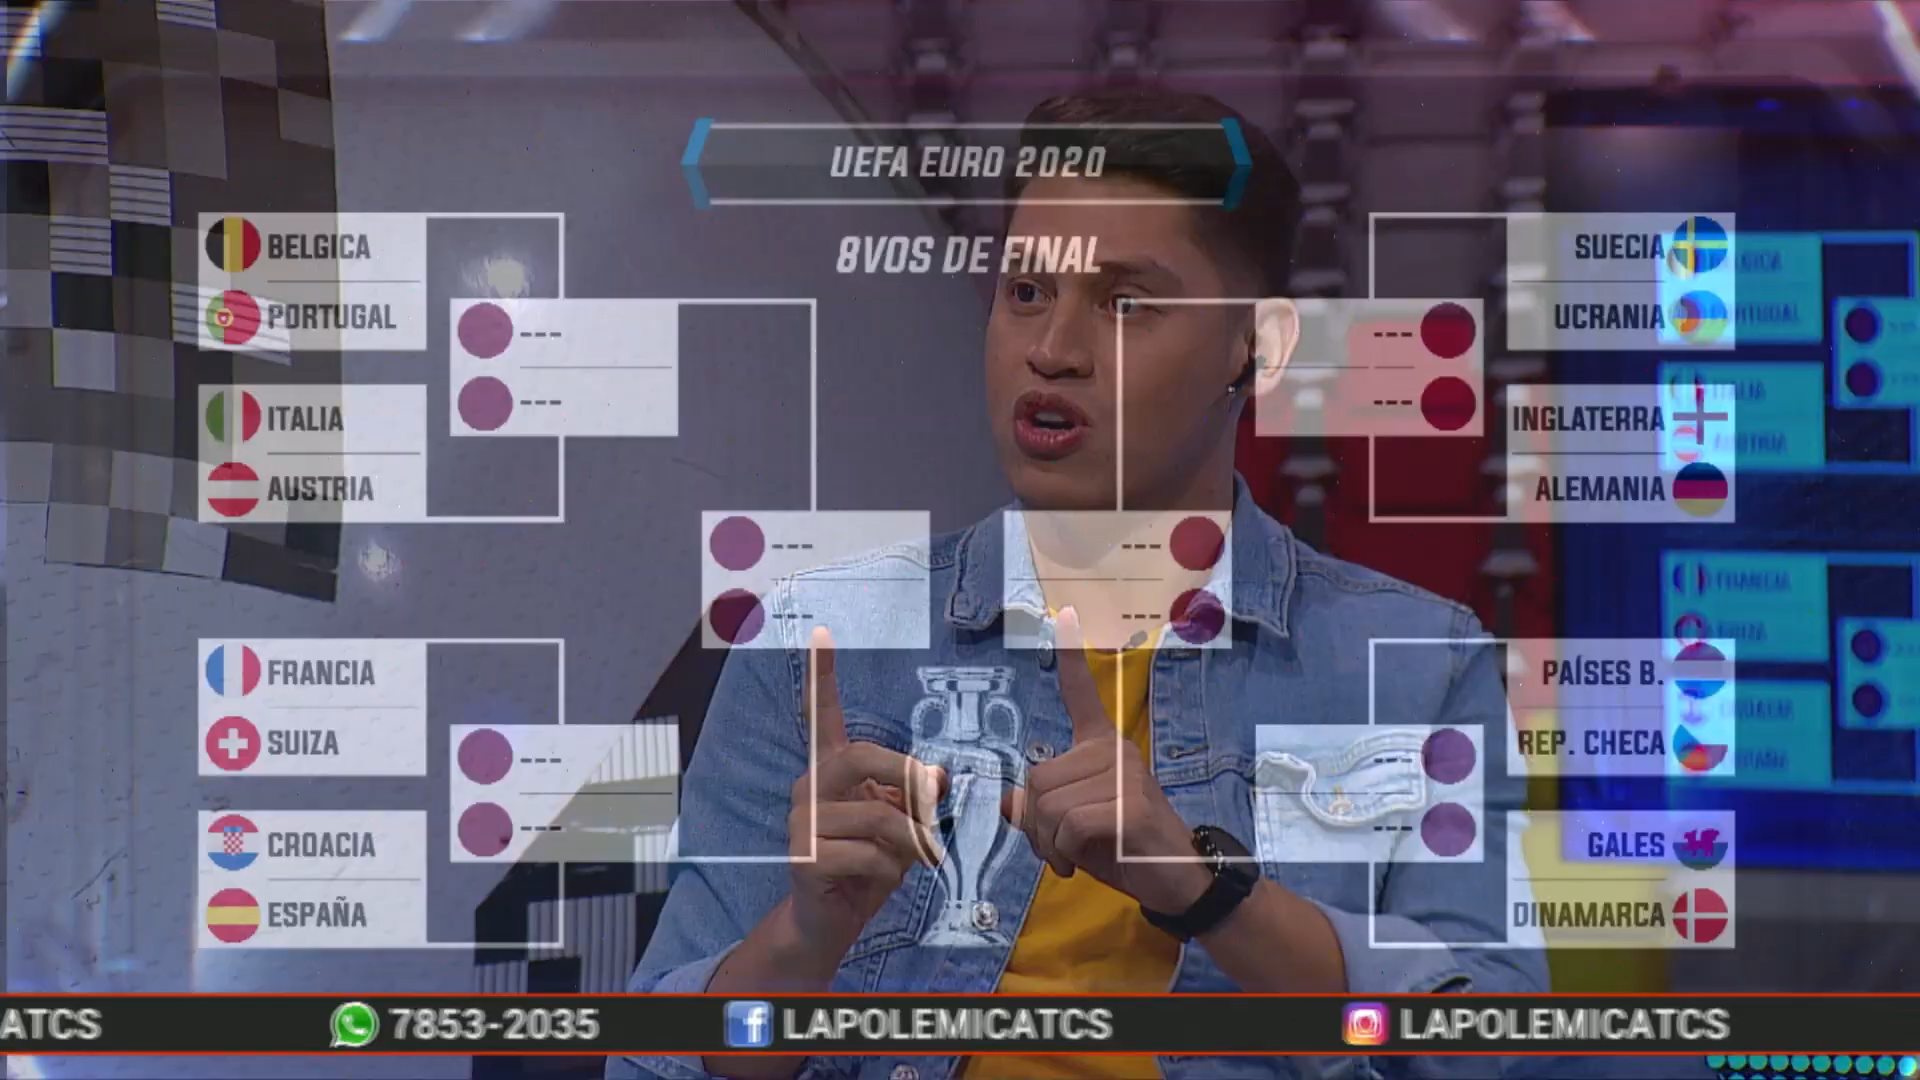 UEFA EURO 2020
8VOS DE FINAL
BELGICA
PORTUGAL
ITALIA
AUSTRIA
FRANCIA
SUIZA
CROACIA
ESPAÑA
SUECIA
UCRANIA
INGLATERRA
ALEMANIA
PAÍSES B.
REP. CHECA
GALES
DINAMARCA
---
---
---
---
---
---
---
---
---
---
---
---
FRANCIA
ATCS
7853-2035
LAPOLEMICATCS
LAPOLEMICATCS